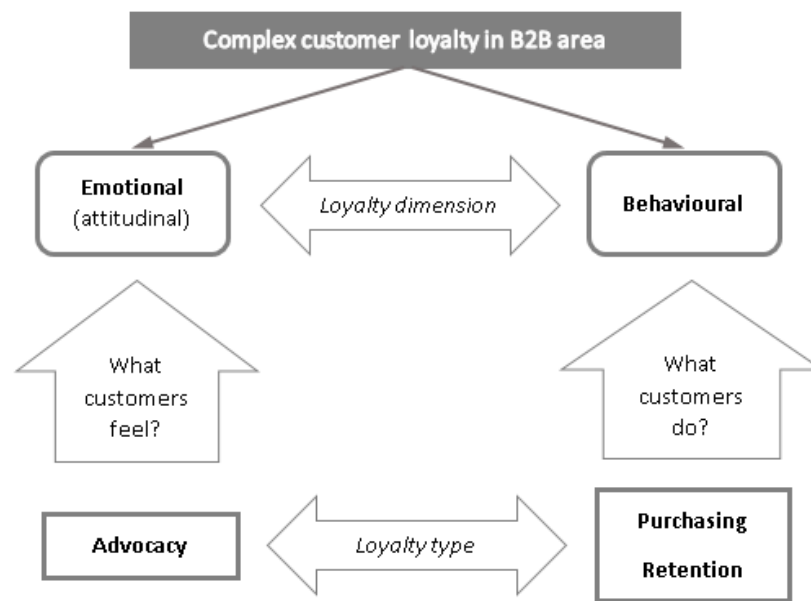 Complex customer loyalty in B2B area
Emotional
(attitudinal)
Loyalty dimension
Behavioural
What
customers
feel?
What
customers
do?
Advocacy
Loyalty type
Purchasing
Retention